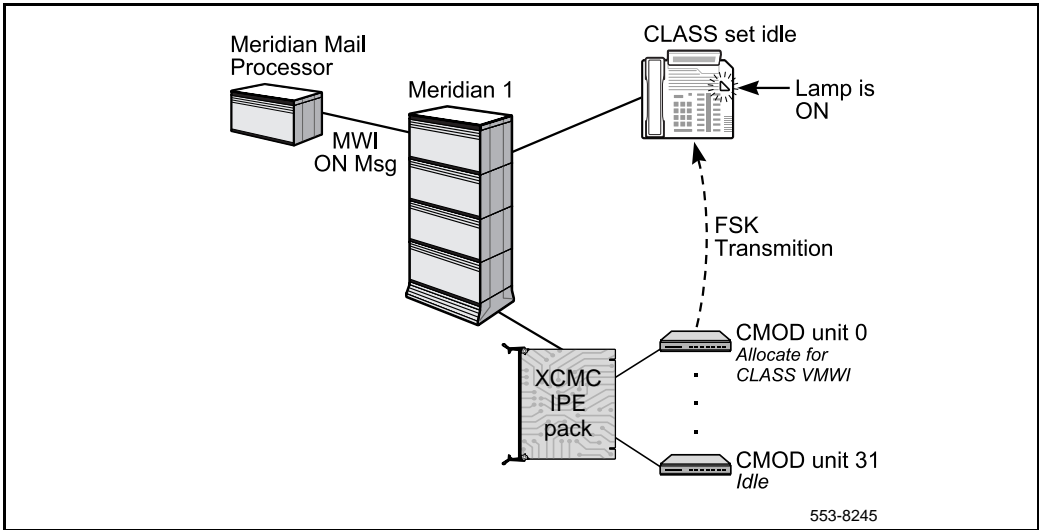 Meridian Mail
Processor
MWI
ON Msg
Meridian 1
CLASS set idle
Lamp is
ON
FSK
Transmition
XCMC
IPE
pack
CMOD unit 0
Allocate for
CLASS VMWI
CMOD unit 31
Idle
553-8245